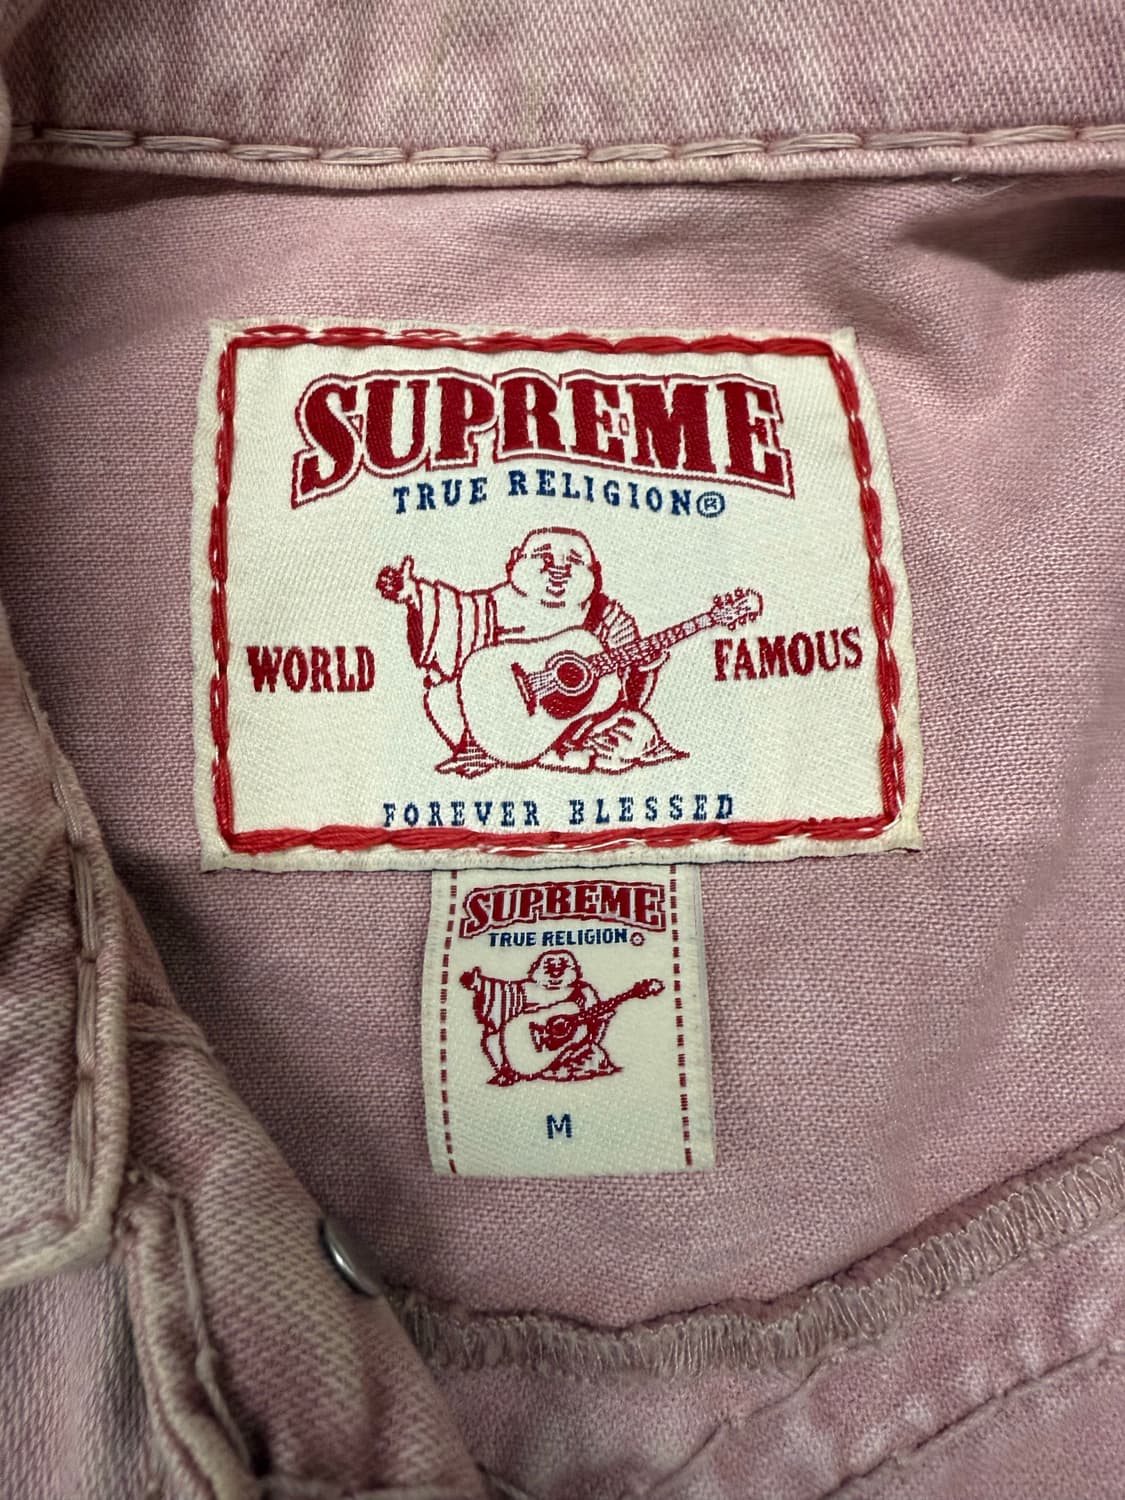 SUPREME
TRUE RELIGION®
WORLD FAMOUS
FOREVER BLESSED
SUPREME
TRUE RELIGION®
M